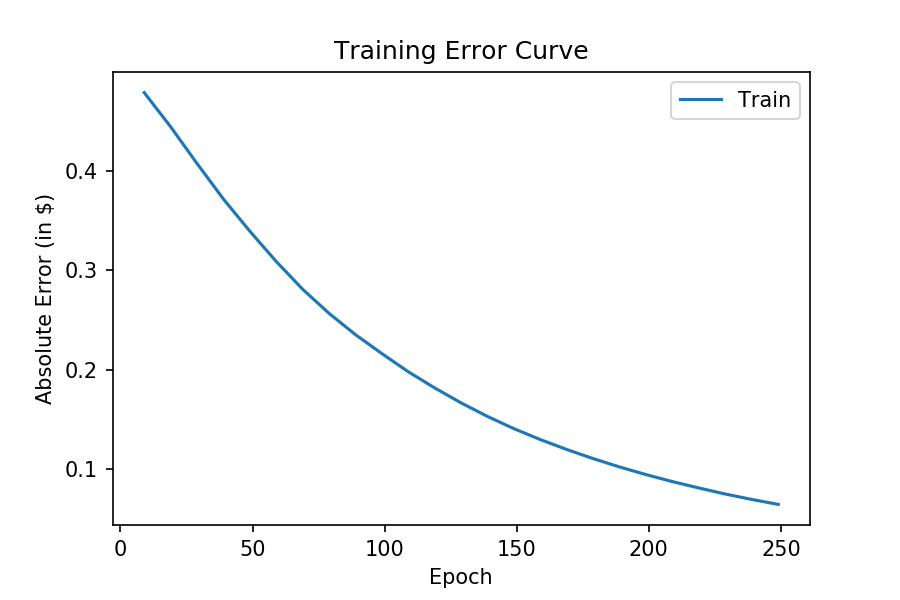 Training Error Curve
Train
Absolute Error (in $)
0.4
0.3
0.2
0.1
0 50 100 150 200 250
Epoch